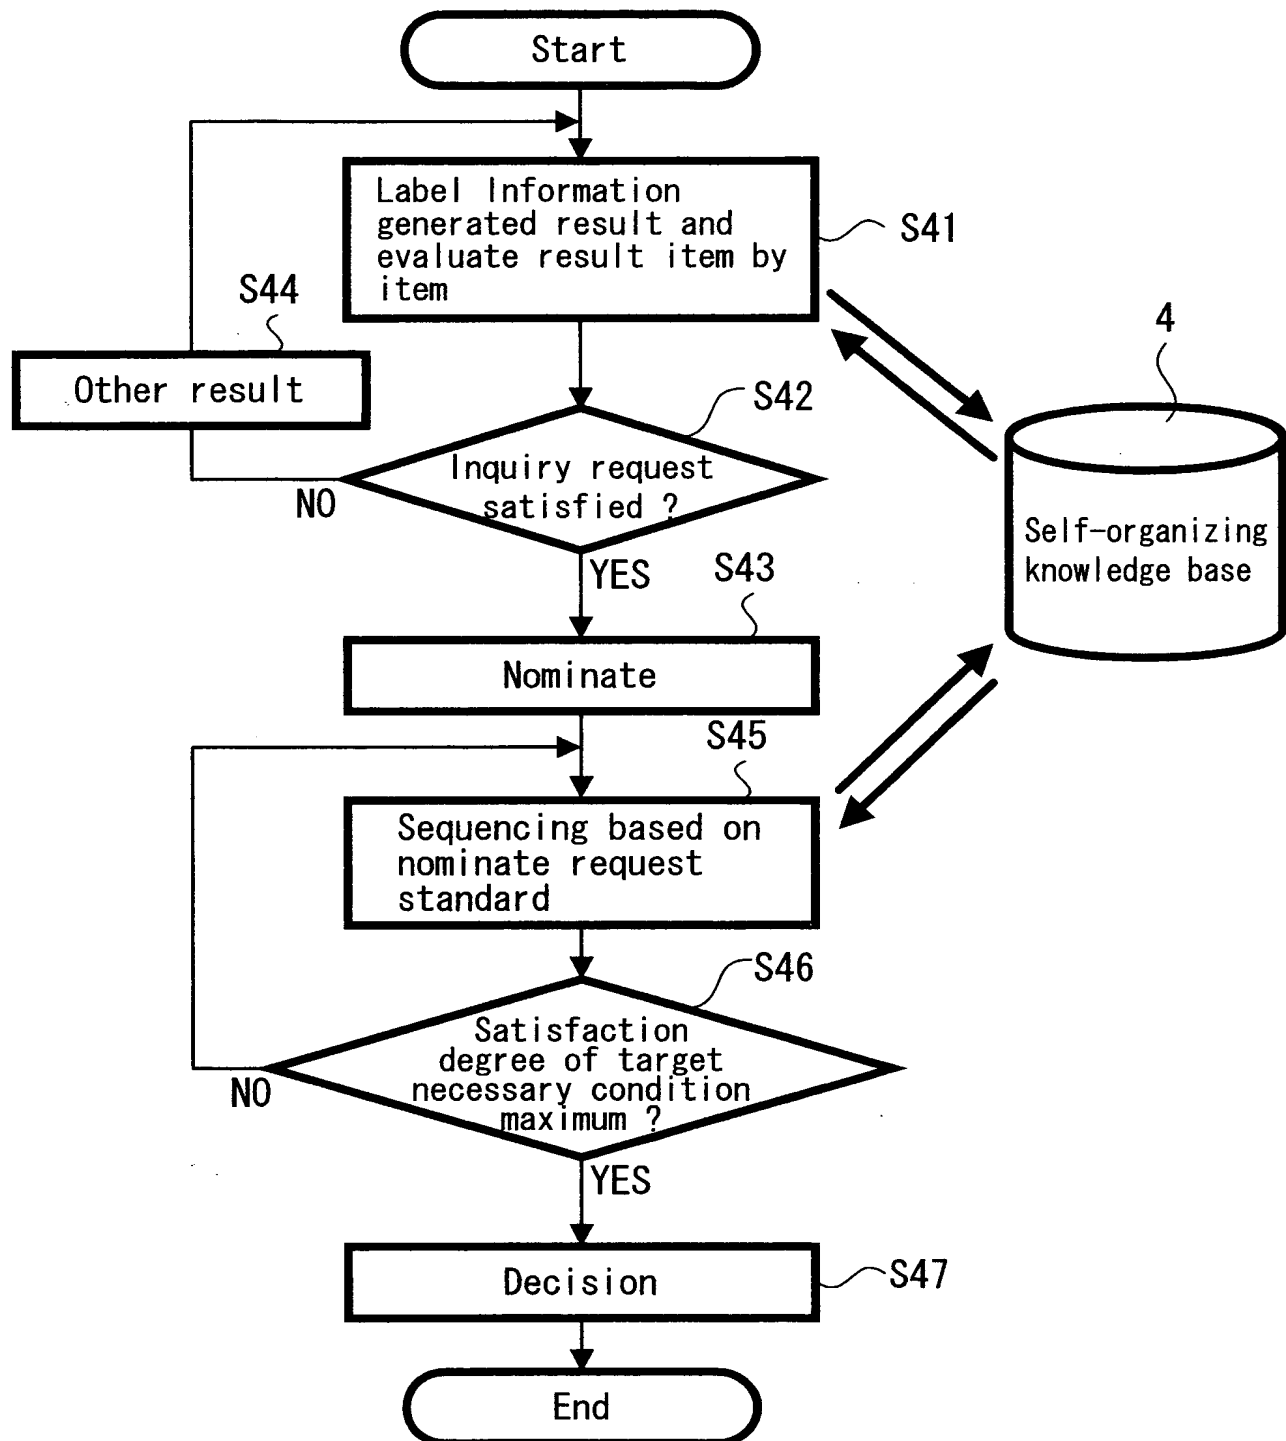 Start
Label Information
generated result and
evaluate result item by
item
S41
S44
Other result
4
S42
Inquiry request
satisfied ?
NO
YES
Self-organizing
knowledge base
S43
Nominate
S45
Sequencing based on
nominate request
standard
S46
Satisfaction
degree of target
necessary condition
maximum ?
NO
YES
Decision
S47
End